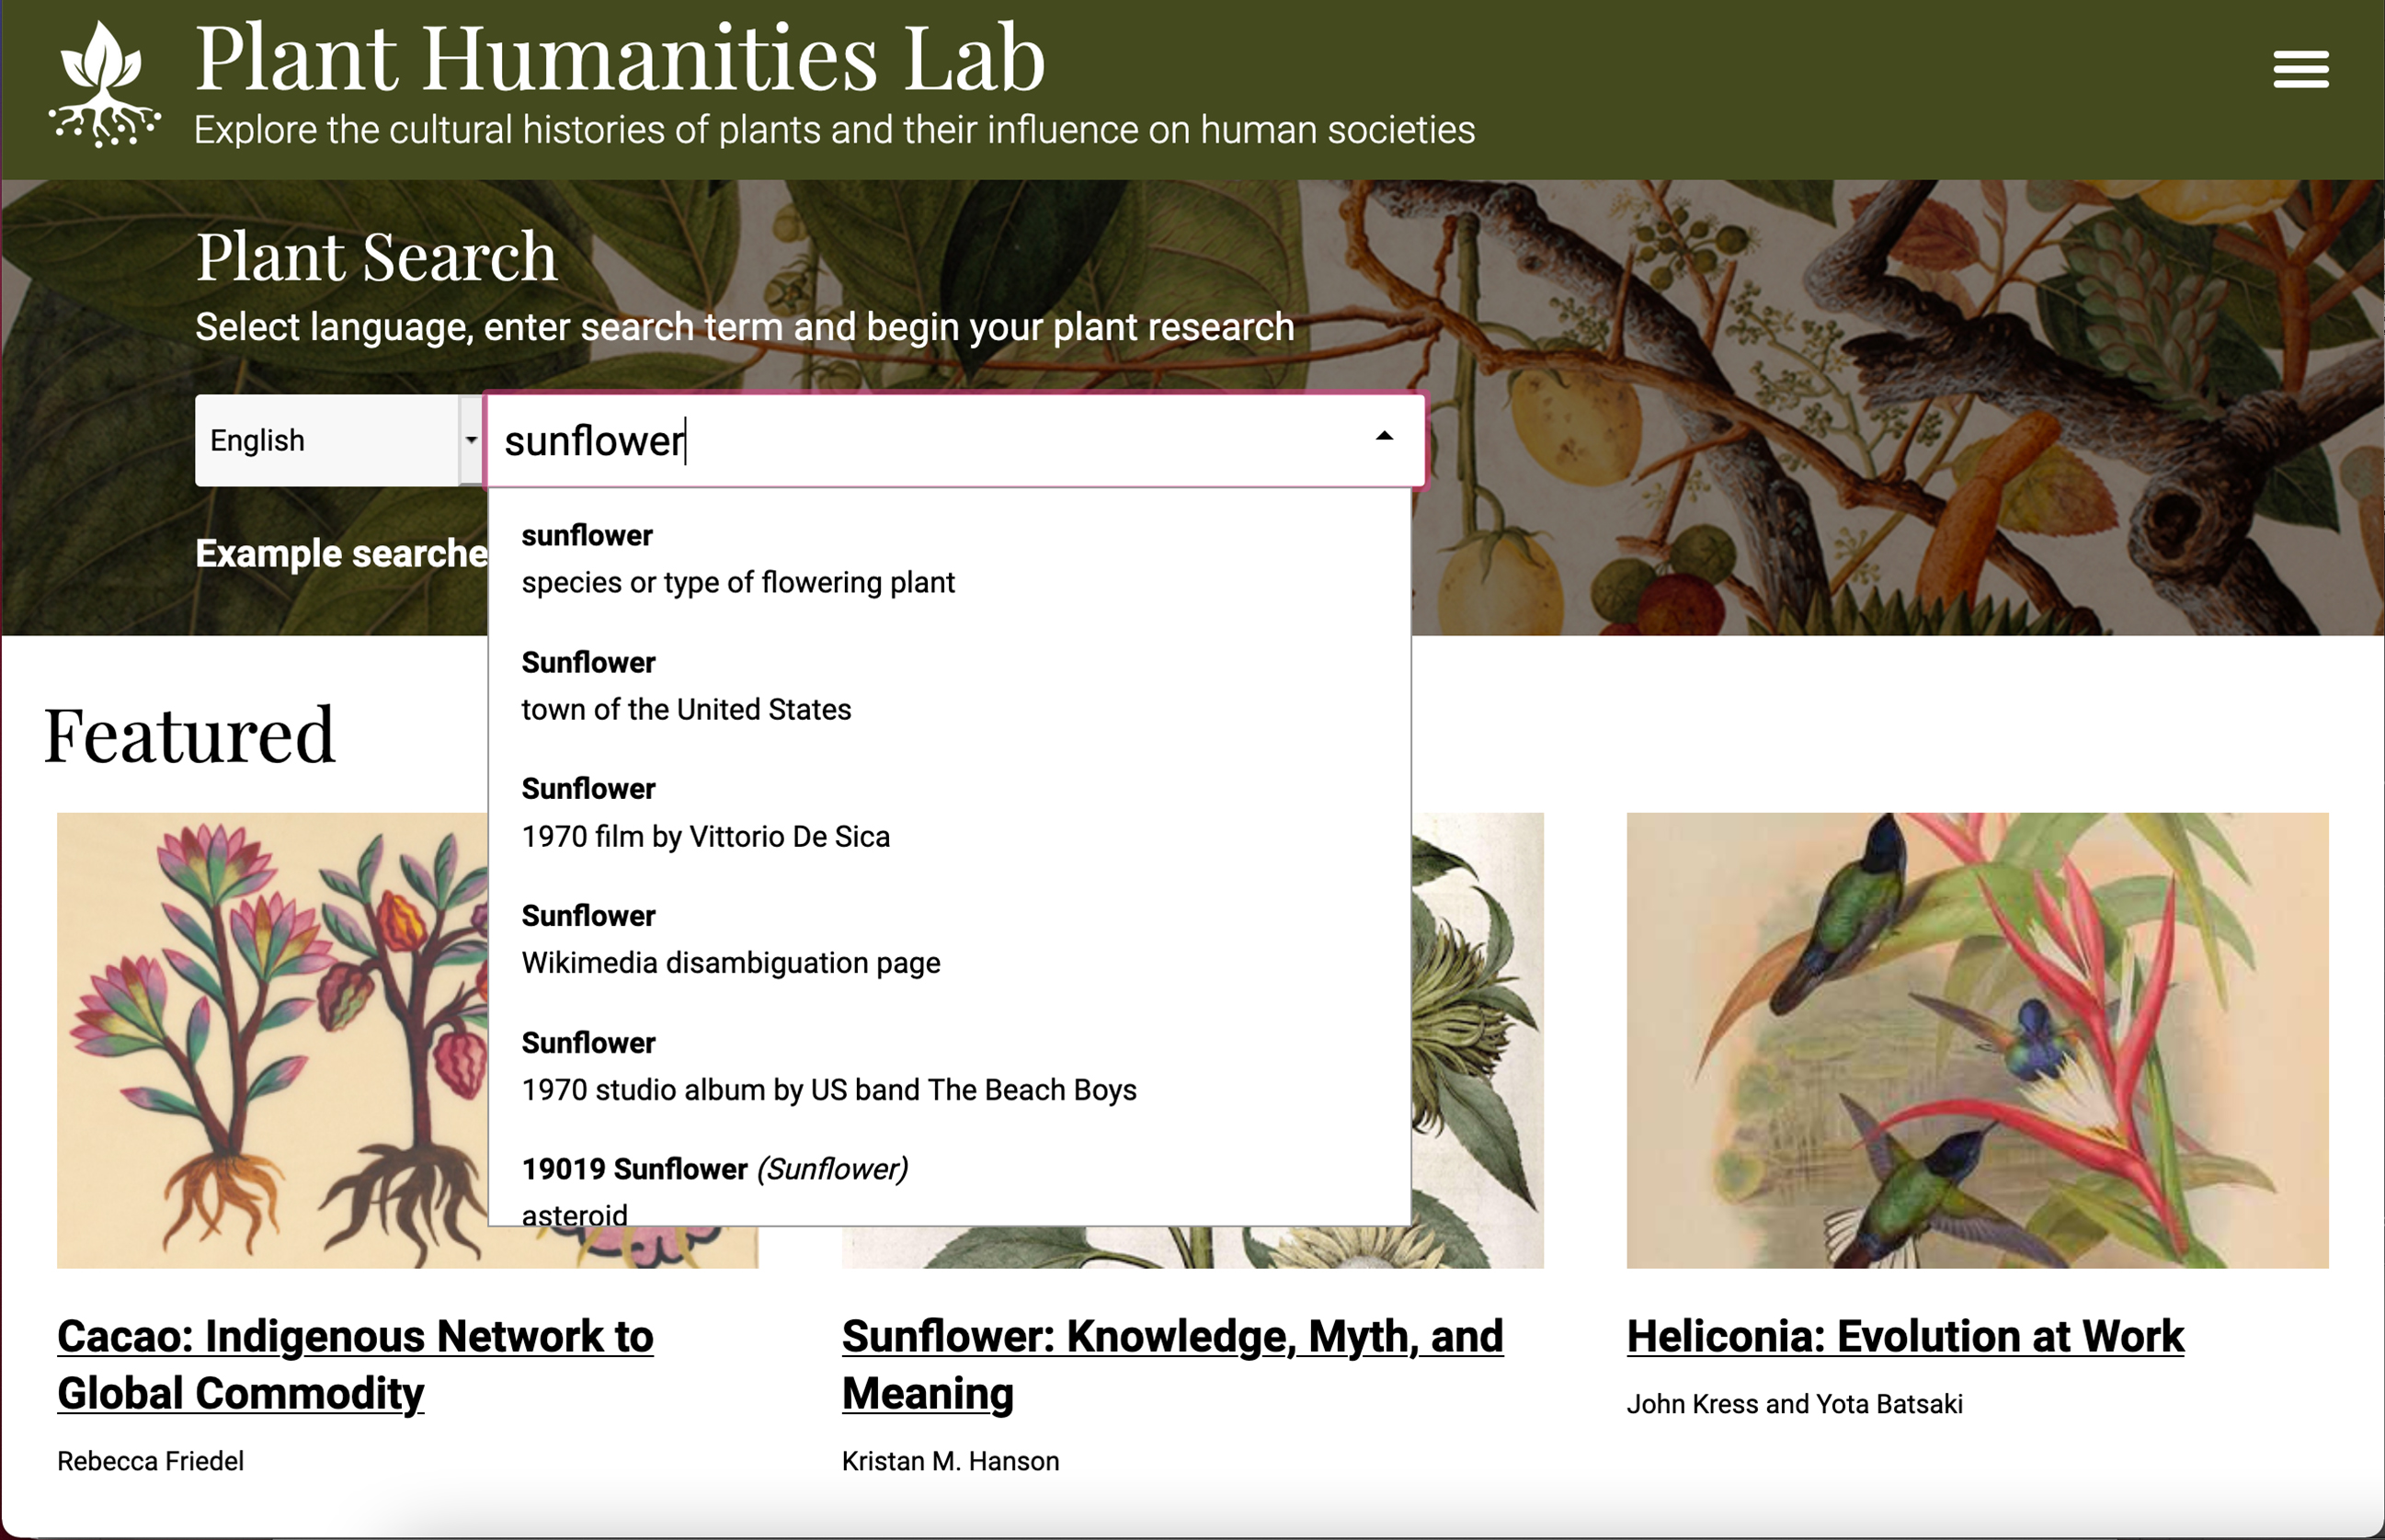 Plant Humanities Lab
Explore the cultural histories of plants and their influence on human societies
Plant Search
Select language, enter search term and begin your plant research
English
sunflower
Example searche
sunflower
species or type of flowering plant
Sunflower
town of the United States
Sunflower
1970 film by Vittorio De Sica
Sunflower
Wikimedia disambiguation page
Sunflower
1970 studio album by US band The Beach Boys
19019 Sunflower (Sunflower)
asteroid
Featured
Cacao: Indigenous Network to
Global Commodity
Rebecca Friedel
Sunflower: Knowledge, Myth, and
Meaning
Kristan M. Hanson
Heliconia: Evolution at Work
John Kress and Yota Batsaki